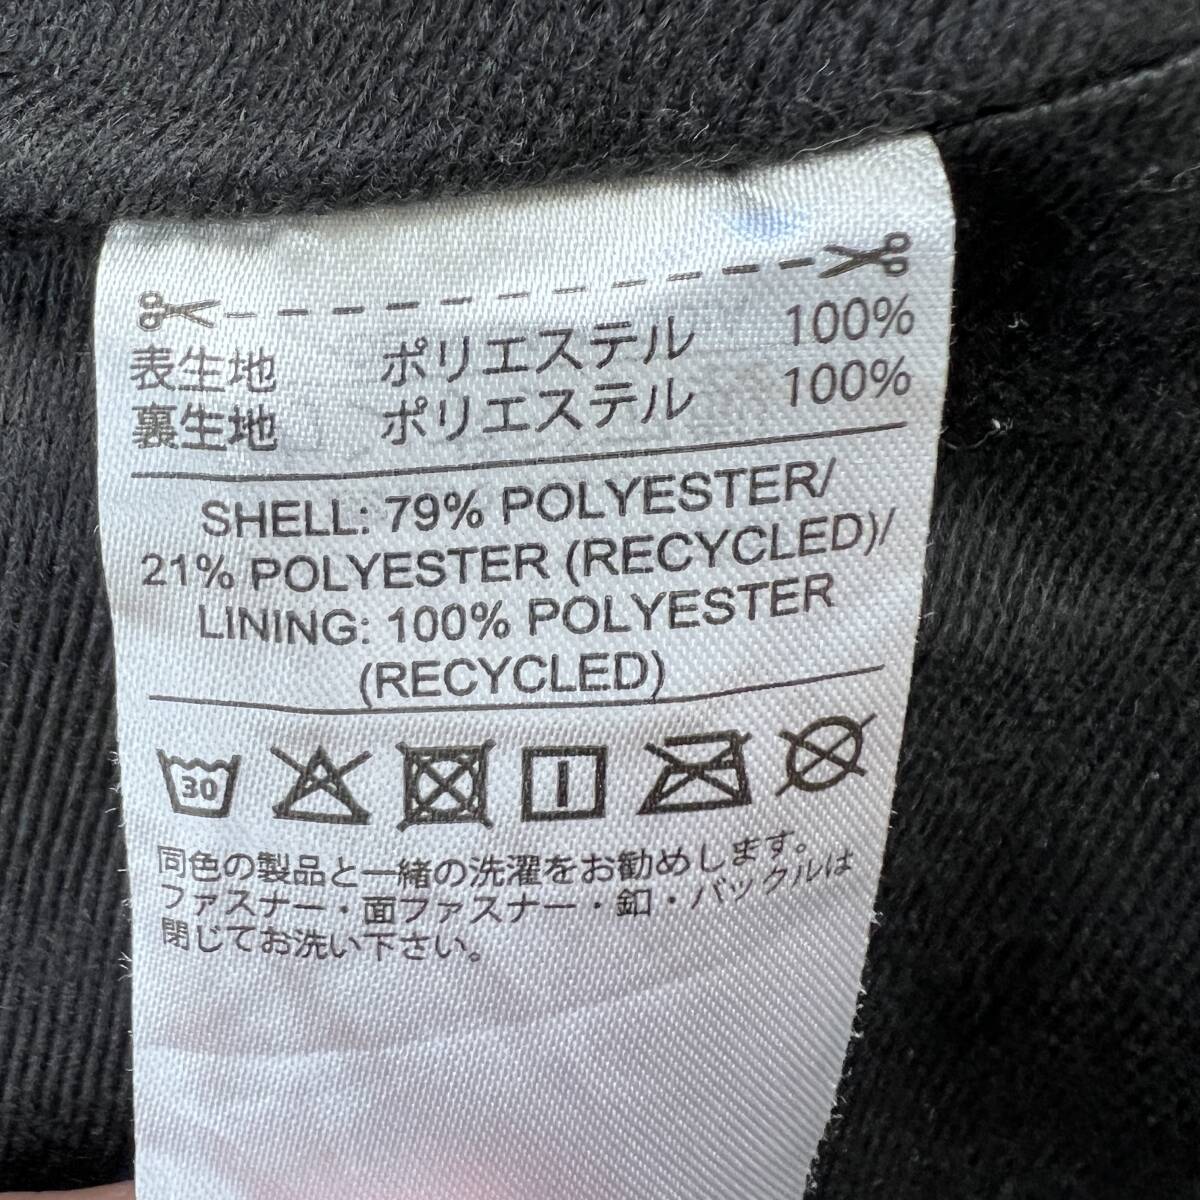 表生地 ポリエステル 100%
裏生地 ポリエステル 100%
SHELL: 79% POLYESTER/
21% POLYESTER (RECYCLED)/
LINING: 100% POLYESTER
(RECYCLED)
30
同色の製品と一緒の洗濯をお勧めします。
ファスナー・面ファスナー・釦・バックルは
閉じてお洗い下さい。